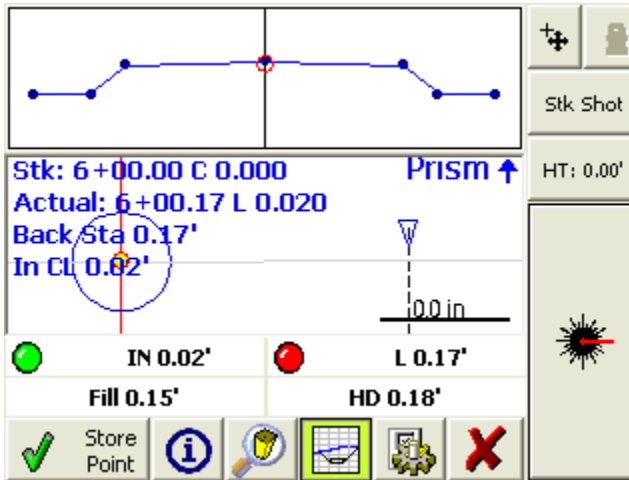 Stk: 6+00.00 C 0.000
Prism
Actual: 6+00.17 L 0.020
Back Sta 0.17'
In CL 0.02'
0.0 in
IN 0.02'
L 0.17'
Fill 0.15'
HD 0.18'
Store
Point
Stk Shot
HT: 0.00'